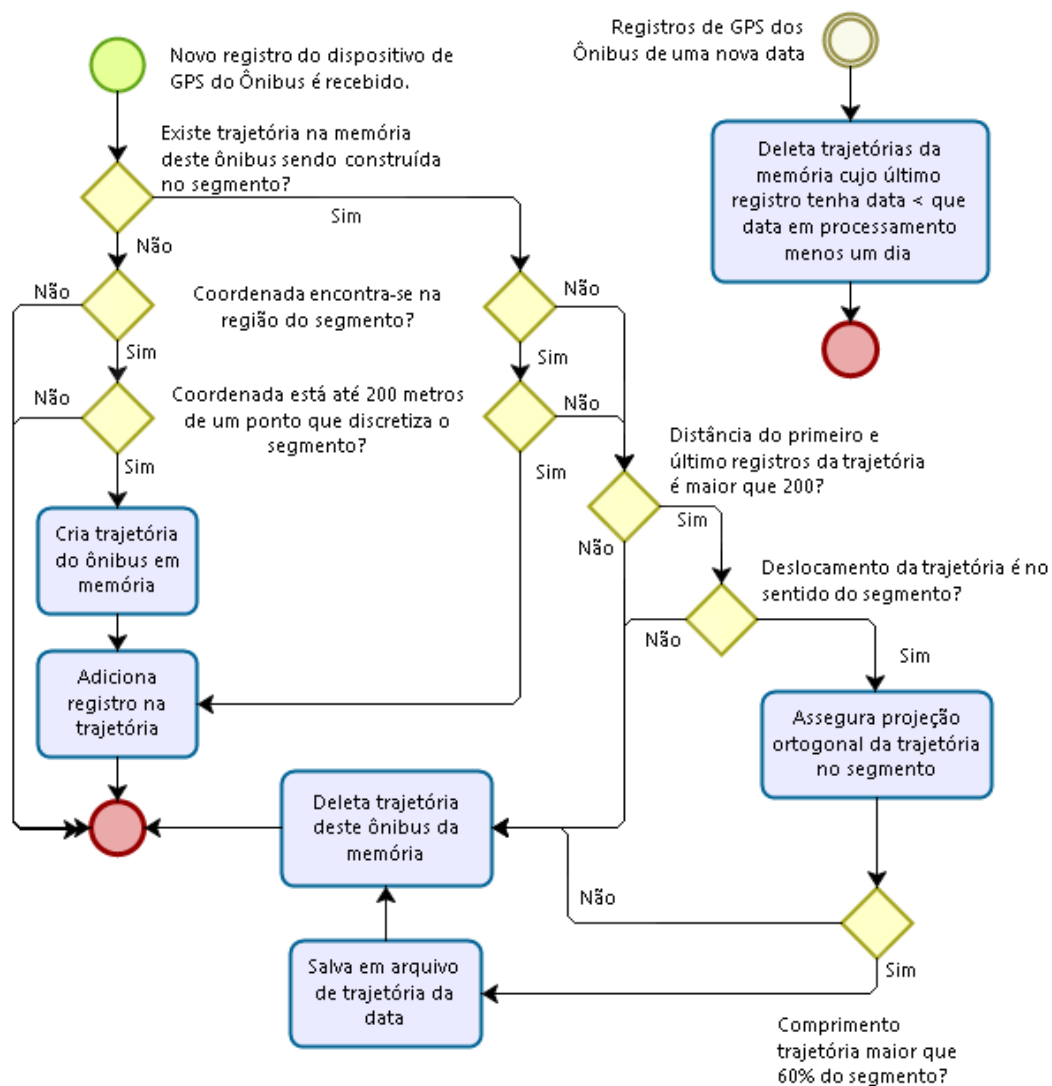 Novo registro do dispositivo de
GPS do Ônibus é recebido.
Registros de GPS dos
Ônibus de uma nova data
Existe trajetória na memória
deste ônibus sendo construída
no segmento?
Deleta trajetórias da
memória cujo último
registro tenha data < que
data em processamento
menos um dia
Sim
Não
Não
Coordenada encontra-se na
região do segmento?
Não
Sim
Sim
Não
Coordenada está até 200 metros
de um ponto que discretiza o
segmento?
Não
Sim
Sim
Distância do primeiro e
último registros da trajetória
é maior que 200?
Sim
Não
Cria trajetória
do ônibus em
memória
Deslocamento da trajetória é no
sentido do segmento?
Não
Sim
Adiciona
registro na
trajetória
Assegura projeção
ortogonal da trajetória
no segmento
Deleta trajetória
deste ônibus da
memória
Não
Sim
Salva em arquivo
de trajetória da
data
Comprimento
trajetória maior que
60% do segmento?